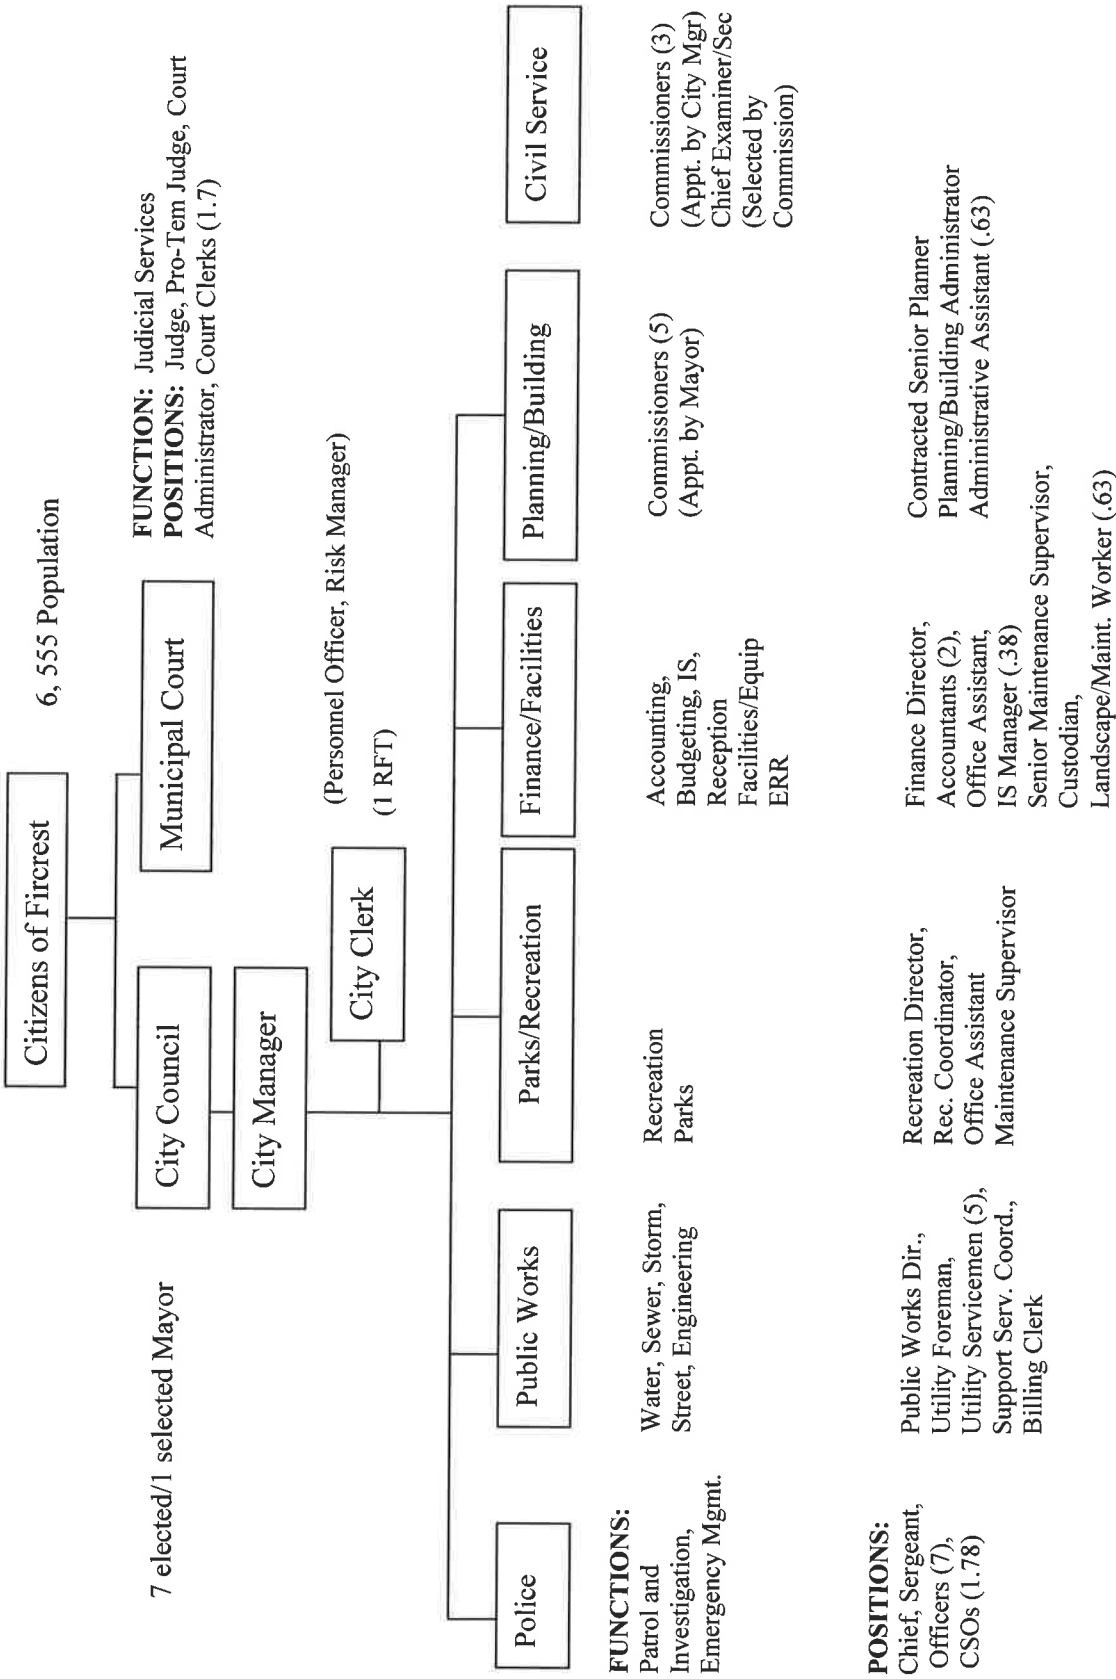 Citizens of Fircrest
6, 555 Population
7 elected/1 selected Mayor
City Council
Municipal Court
FUNCTION: Judicial Services
POSITIONS: Judge, Pro-Tem Judge, Court
Administrator, Court Clerks (1.7)
City Manager
(Personnel Officer, Risk Manager)
City Clerk
(1 RFT)
Police
Public Works
Parks/Recreation
Finance/Facilities
Planning/Building
Civil Service
FUNCTIONS:
Patrol and
Investigation,
Emergency Mgmt.
Water, Sewer, Storm,
Street, Engineering
Recreation
Parks
Accounting,
Budgeting, IS,
Reception
Facilities/Equip
ERR
Commissioners (5)
(Appt. by Mayor)
Commissioners (3)
(Appt. by City Mgr)
Chief Examiner/Sec
(Selected by
Commission)
POSITIONS:
Chief, Sergeant,
Officers (7),
CSOs (1.78)
Public Works Dir.,
Utility Foreman,
Utility Servicemen (5),
Support Serv. Coord.,
Billing Clerk
Recreation Director,
Rec. Coordinator,
Office Assistant
Maintenance Supervisor
Finance Director,
Accountants (2),
Office Assistant,
IS Manager (.38)
Senior Maintenance Supervisor,
Custodian,
Landscape/Maint. Worker (.63)
Contracted Senior Planner
Planning/Building Administrator
Administrative Assistant (.63)